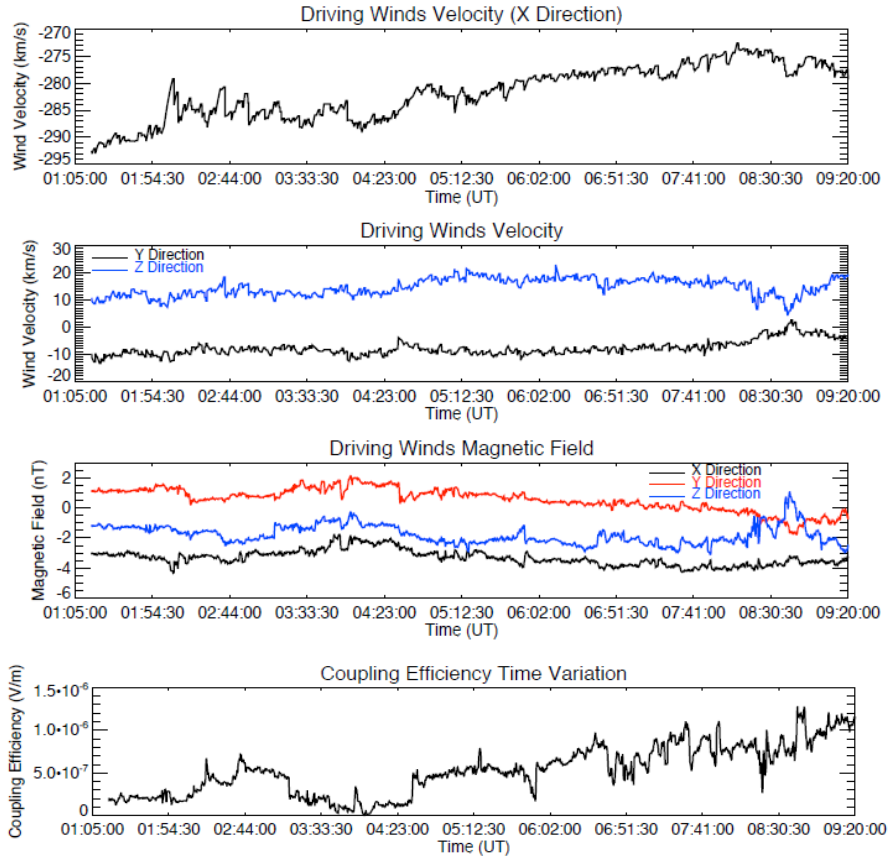 Driving Winds Velocity (X Direction)
Wind Velocity (km/s)
-270
-275
-280
-285
-290
-295
01:05:00 01:54:30 02:44:00 03:33:30 04:23:00 05:12:30 06:02:00 06:51:30 07:41:00 08:30:30 09:20:00
Time (UT)
Driving Winds Velocity
Wind Velocity (km/s)
30
20
10
0
-10
-20
Y Direction
Z Direction
01:05:00 01:54:30 02:44:00 03:33:30 04:23:00 05:12:30 06:02:00 06:51:30 07:41:00 08:30:30 09:20:00
Time (UT)
Driving Winds Magnetic Field
Magnetic Field (nT)
2
0
-2
-4
-6
X Direction
Y Direction
Z Direction
01:05:00 01:54:30 02:44:00 03:33:30 04:23:00 05:12:30 06:02:00 06:51:30 07:41:00 08:30:30 09:20:00
Time (UT)
Coupling Efficiency Time Variation
Coupling Efficiency (V/m)
1.5•10⁻⁶
1.0•10⁻⁶
5.0•10⁻⁷
0
01:05:00 01:54:30 02:44:00 03:33:30 04:23:00 05:12:30 06:02:00 06:51:30 07:41:00 08:30:30 09:20:00
Time (UT)